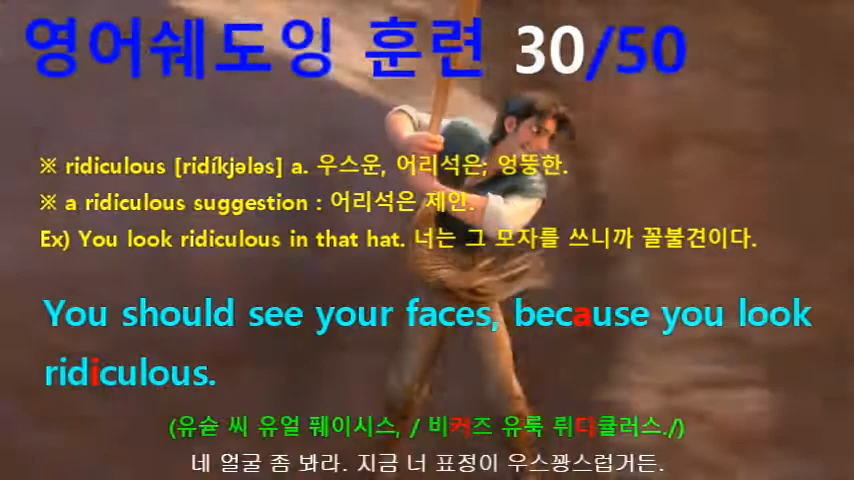 영어쉐도잉 훈련 30/50
※ ridiculous [ridíkjələs] a. 우스운, 어리석은; 엉뚱한.
※ a ridiculous suggestion : 어리석은 제안.
Ex) You look ridiculous in that hat. 너는 그 모자를 쓰니까 꼴불견이다.
You should see your faces, because you look
ridiculous.
(유슏 씨 유얼 풰이시스, / 비커즈 유룩 뤼디큘러스./)
네 얼굴 좀 봐라. 지금 너 표정이 우스꽝스럽거든.